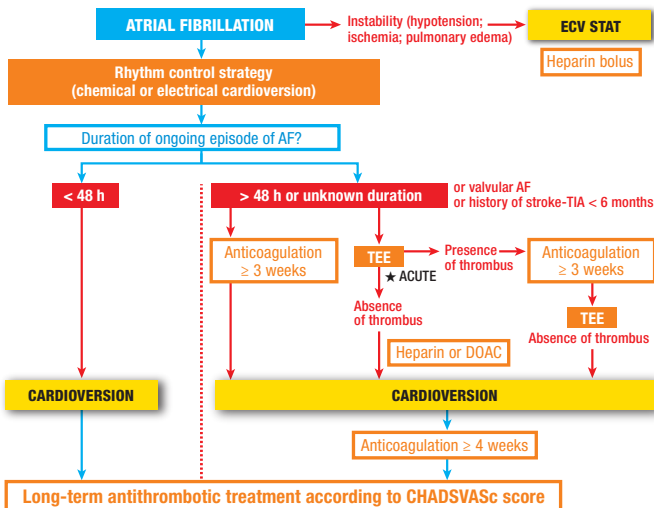 ATRIAL FIBRILLATION
Instability (hypotension;
ischemia; pulmonary edema)
ECV STAT
Heparin bolus
Rhythm control strategy
(chemical or electrical cardioversion)
Duration of ongoing episode of AF?
< 48 h
> 48 h or unknown duration
or valvular AF
or history of stroke-TIA < 6 months
Anticoagulation
≥ 3 weeks
TEE
★ ACUTE
Presence
of thrombus
Anticoagulation
≥ 3 weeks
Absence
of thrombus
TEE
Absence of thrombus
Heparin or DOAC
CARDIOVERSION
CARDIOVERSION
Anticoagulation ≥ 4 weeks
Long-term antithrombotic treatment according to CHADSVASc score